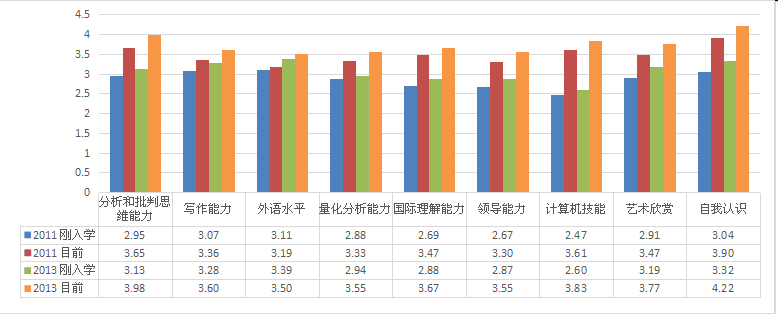 4.5
4
3.5
3
2.5
2
1.5
1
0.5
0
分析和批判思维能力 写作能力 外语水平 量化分析能力 国际理解能力 领导能力 计算机技能 艺术欣赏 自我认识
2011 刚入学 2.95 3.07 3.11 2.88 2.69 2.67 2.47 2.91 3.04
2011 目前 3.65 3.36 3.19 3.33 3.47 3.30 3.61 3.47 3.90
2013 刚入学 3.13 3.28 3.39 2.94 2.88 2.87 2.60 3.19 3.32
2013 目前 3.98 3.60 3.50 3.55 3.67 3.55 3.83 3.77 4.22